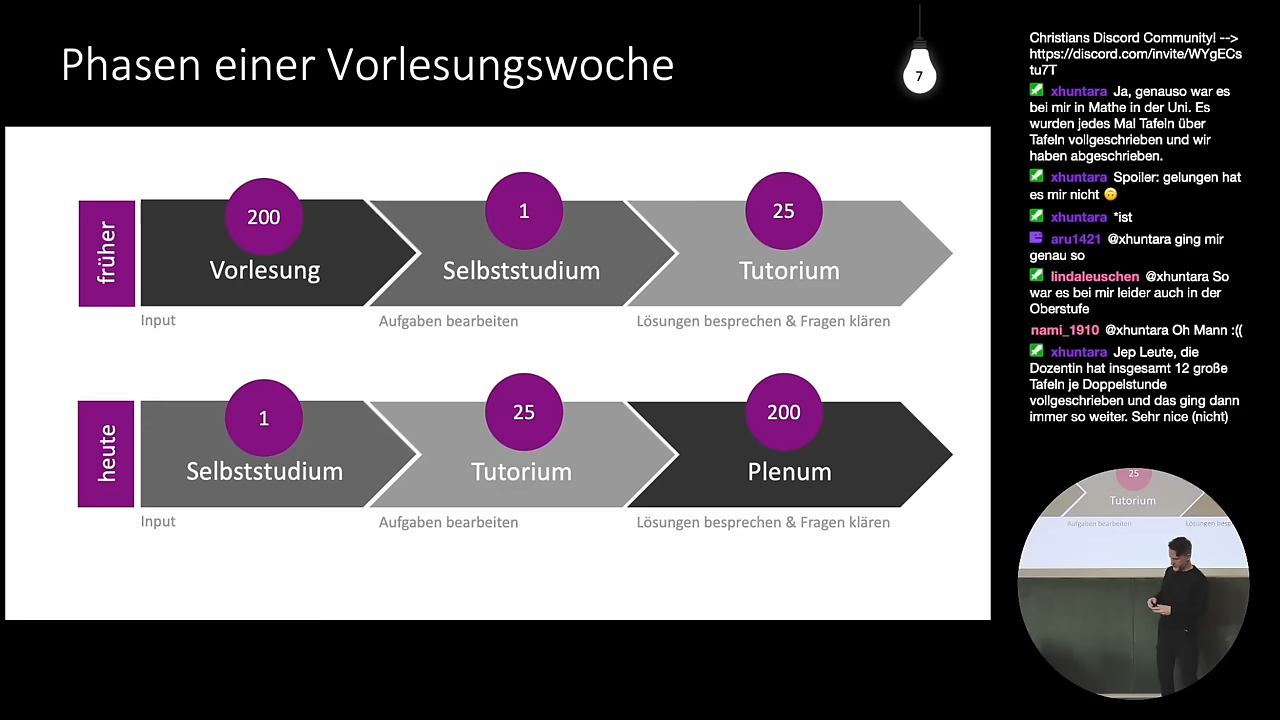 Phasen einer Vorlesungswoche
7
früher
200
Vorlesung
Input
1
Selbststudium
Aufgaben bearbeiten
25
Tutorium
Lösungen besprechen & Fragen klären
heute
1
Selbststudium
Input
25
Tutorium
Aufgaben bearbeiten
200
Plenum
Lösungen besprechen & Fragen klären
Christians Discord Community! -->
https://discord.com/invite/WYgECs
tu7T
xhuntara Ja, genauso war es
bei mir in Mathe in der Uni. Es
wurden jedes Mal Tafeln über
Tafeln vollgeschrieben und wir
haben abgeschrieben.
xhuntara Spoiler: gelungen hat
es mir nicht 🙃
xhuntara *ist
aru1421 @xhuntara ging mir
genau so
lindaleuschen @xhuntara So
war es bei mir leider auch in der
Oberstufe
nami_1910 @xhuntara Oh Mann :((
xhuntara Jep Leute, die
Dozentin hat insgesamt 12 große
Tafeln je Doppelstunde
vollgeschrieben und das ging dann
immer so weiter. Sehr nice (nicht)
25
Tutorium
Aufgaben bearbeiten
Lösungen besp